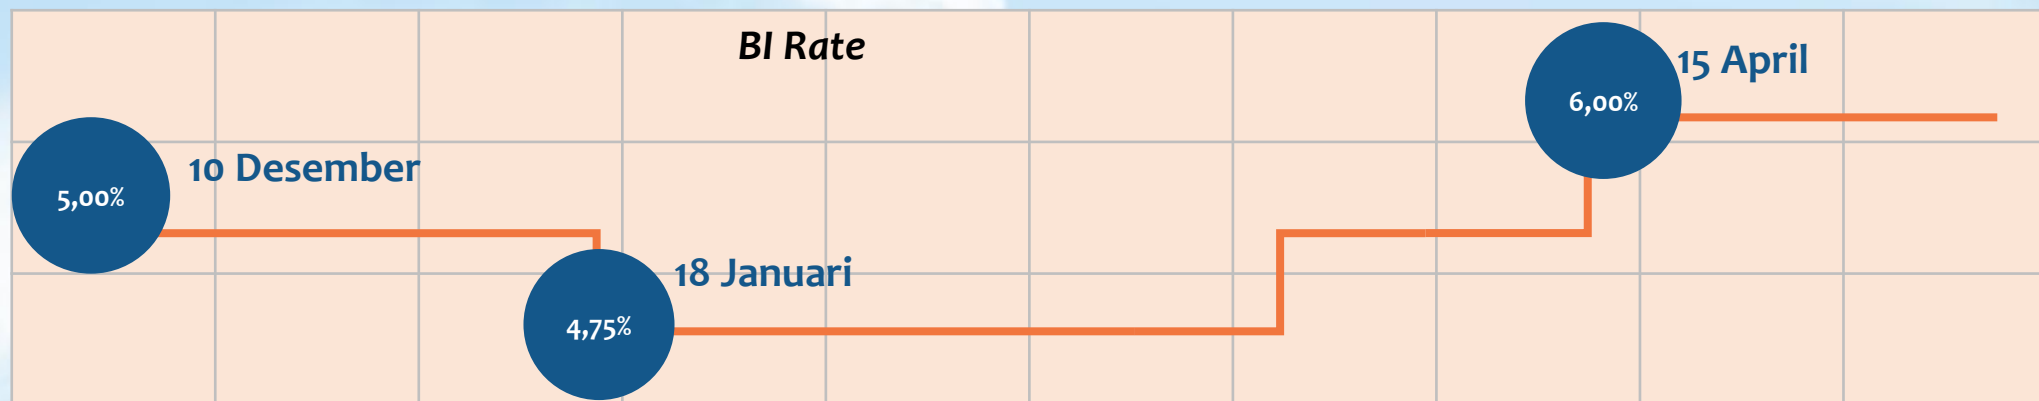 BI Rate
15 April
6,00%
10 Desember
5,00%
18 Januari
4,75%